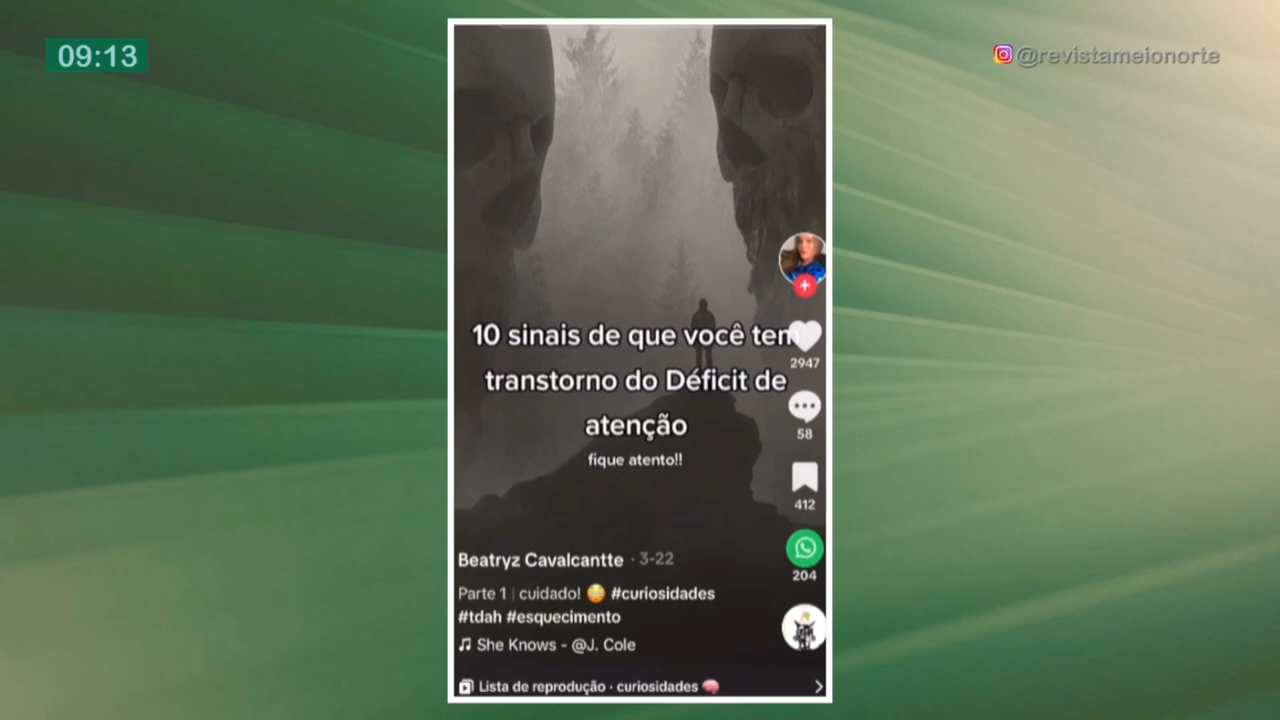 09:13
@revistameionorte
10 sinais de que você tem
transtorno do Déficit de
atenção
fique atento!!
2947
58
412
204
Beatryz Cavalcantte · 3-22
Parte 1 | cuidado! 😳 #curiosidades
#tdah #esquecimento
She Knows - @J. Cole
Lista de reprodução · curiosidades 🧠